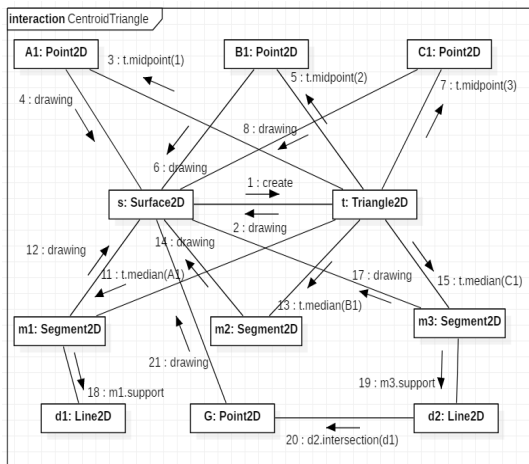 interaction CentroidTriangle
A1: Point2D
B1: Point2D
C1: Point2D
3 : t.midpoint(1)
5 : t.midpoint(2)
7 : t.midpoint(3)
4 : drawing
8 : drawing
6 : drawing
1 : create
s: Surface2D
t: Triangle2D
2 : drawing
12 : drawing
14 : drawing
11 : t.median(A1)
17 : drawing
15 : t.median(C1)
13 : t.median(B1)
m1: Segment2D
m2: Segment2D
m3: Segment2D
21 : drawing
18 : m1.support
19 : m3.support
d1: Line2D
G: Point2D
d2: Line2D
20 : d2.intersection(d1)